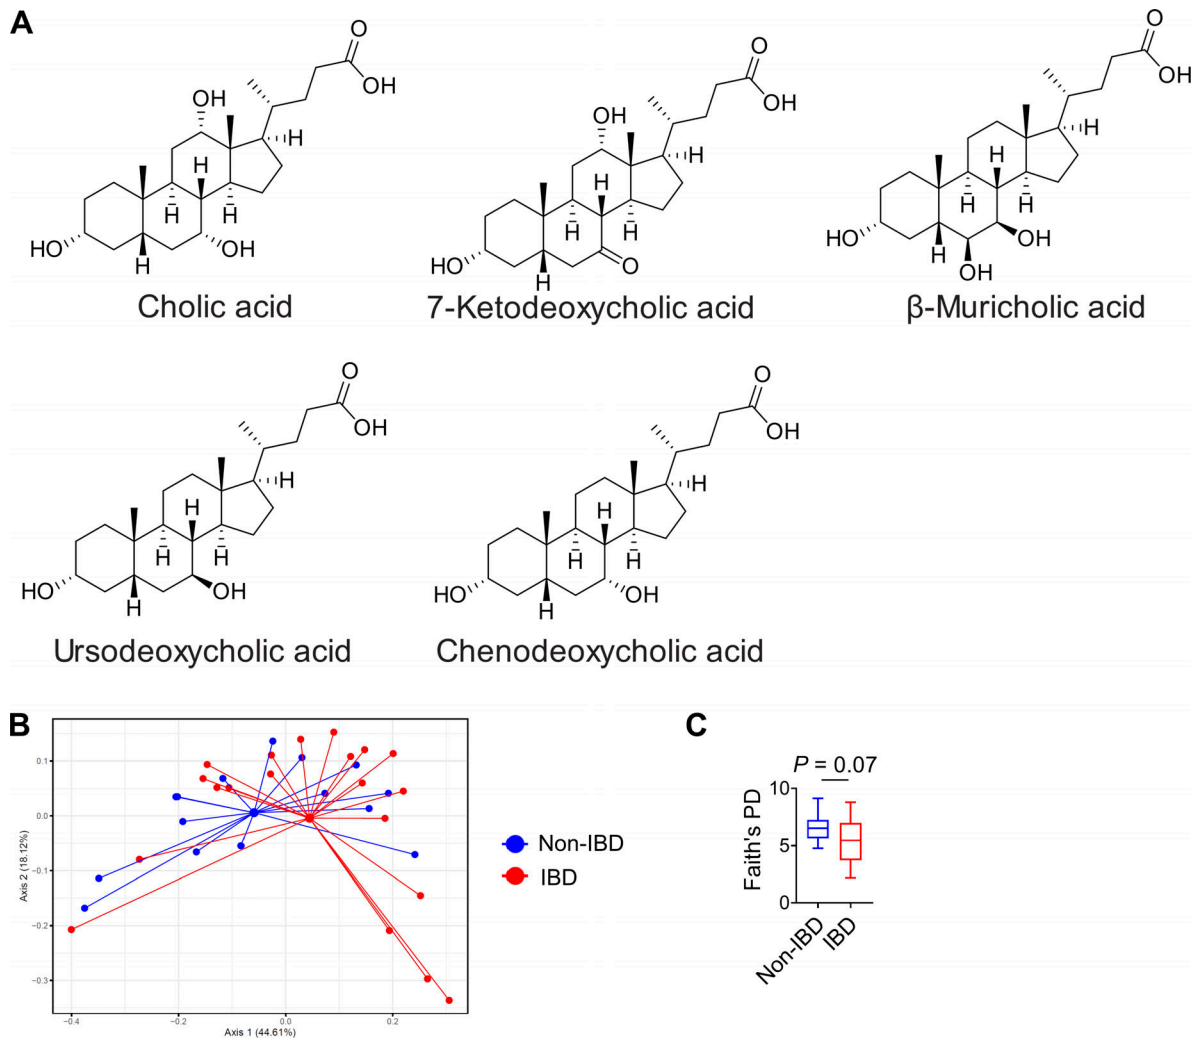 A
O
OH
OH
H
H
H
H
HO
OH
H
Cholic acid
O
OH
OH
H
H
H
H
HO
O
H
7-Ketodeoxycholic acid
O
OH
H
H
H
H
HO
H
OH
OH
β-Muricholic acid
O
OH
H
H
H
H
HO
OH
H
Ursodeoxycholic acid
O
OH
H
H
H
H
HO
OH
H
Chenodeoxycholic acid
B
Axis 2 (18.12%)
0.1
0.0
−0.1
−0.2
−0.3
−0.4
−0.2
0.0
0.2
Axis 1 (44.61%)
Non-IBD
IBD
C
P = 0.07
Faith's PD
10
5
0
Non-IBD
IBD